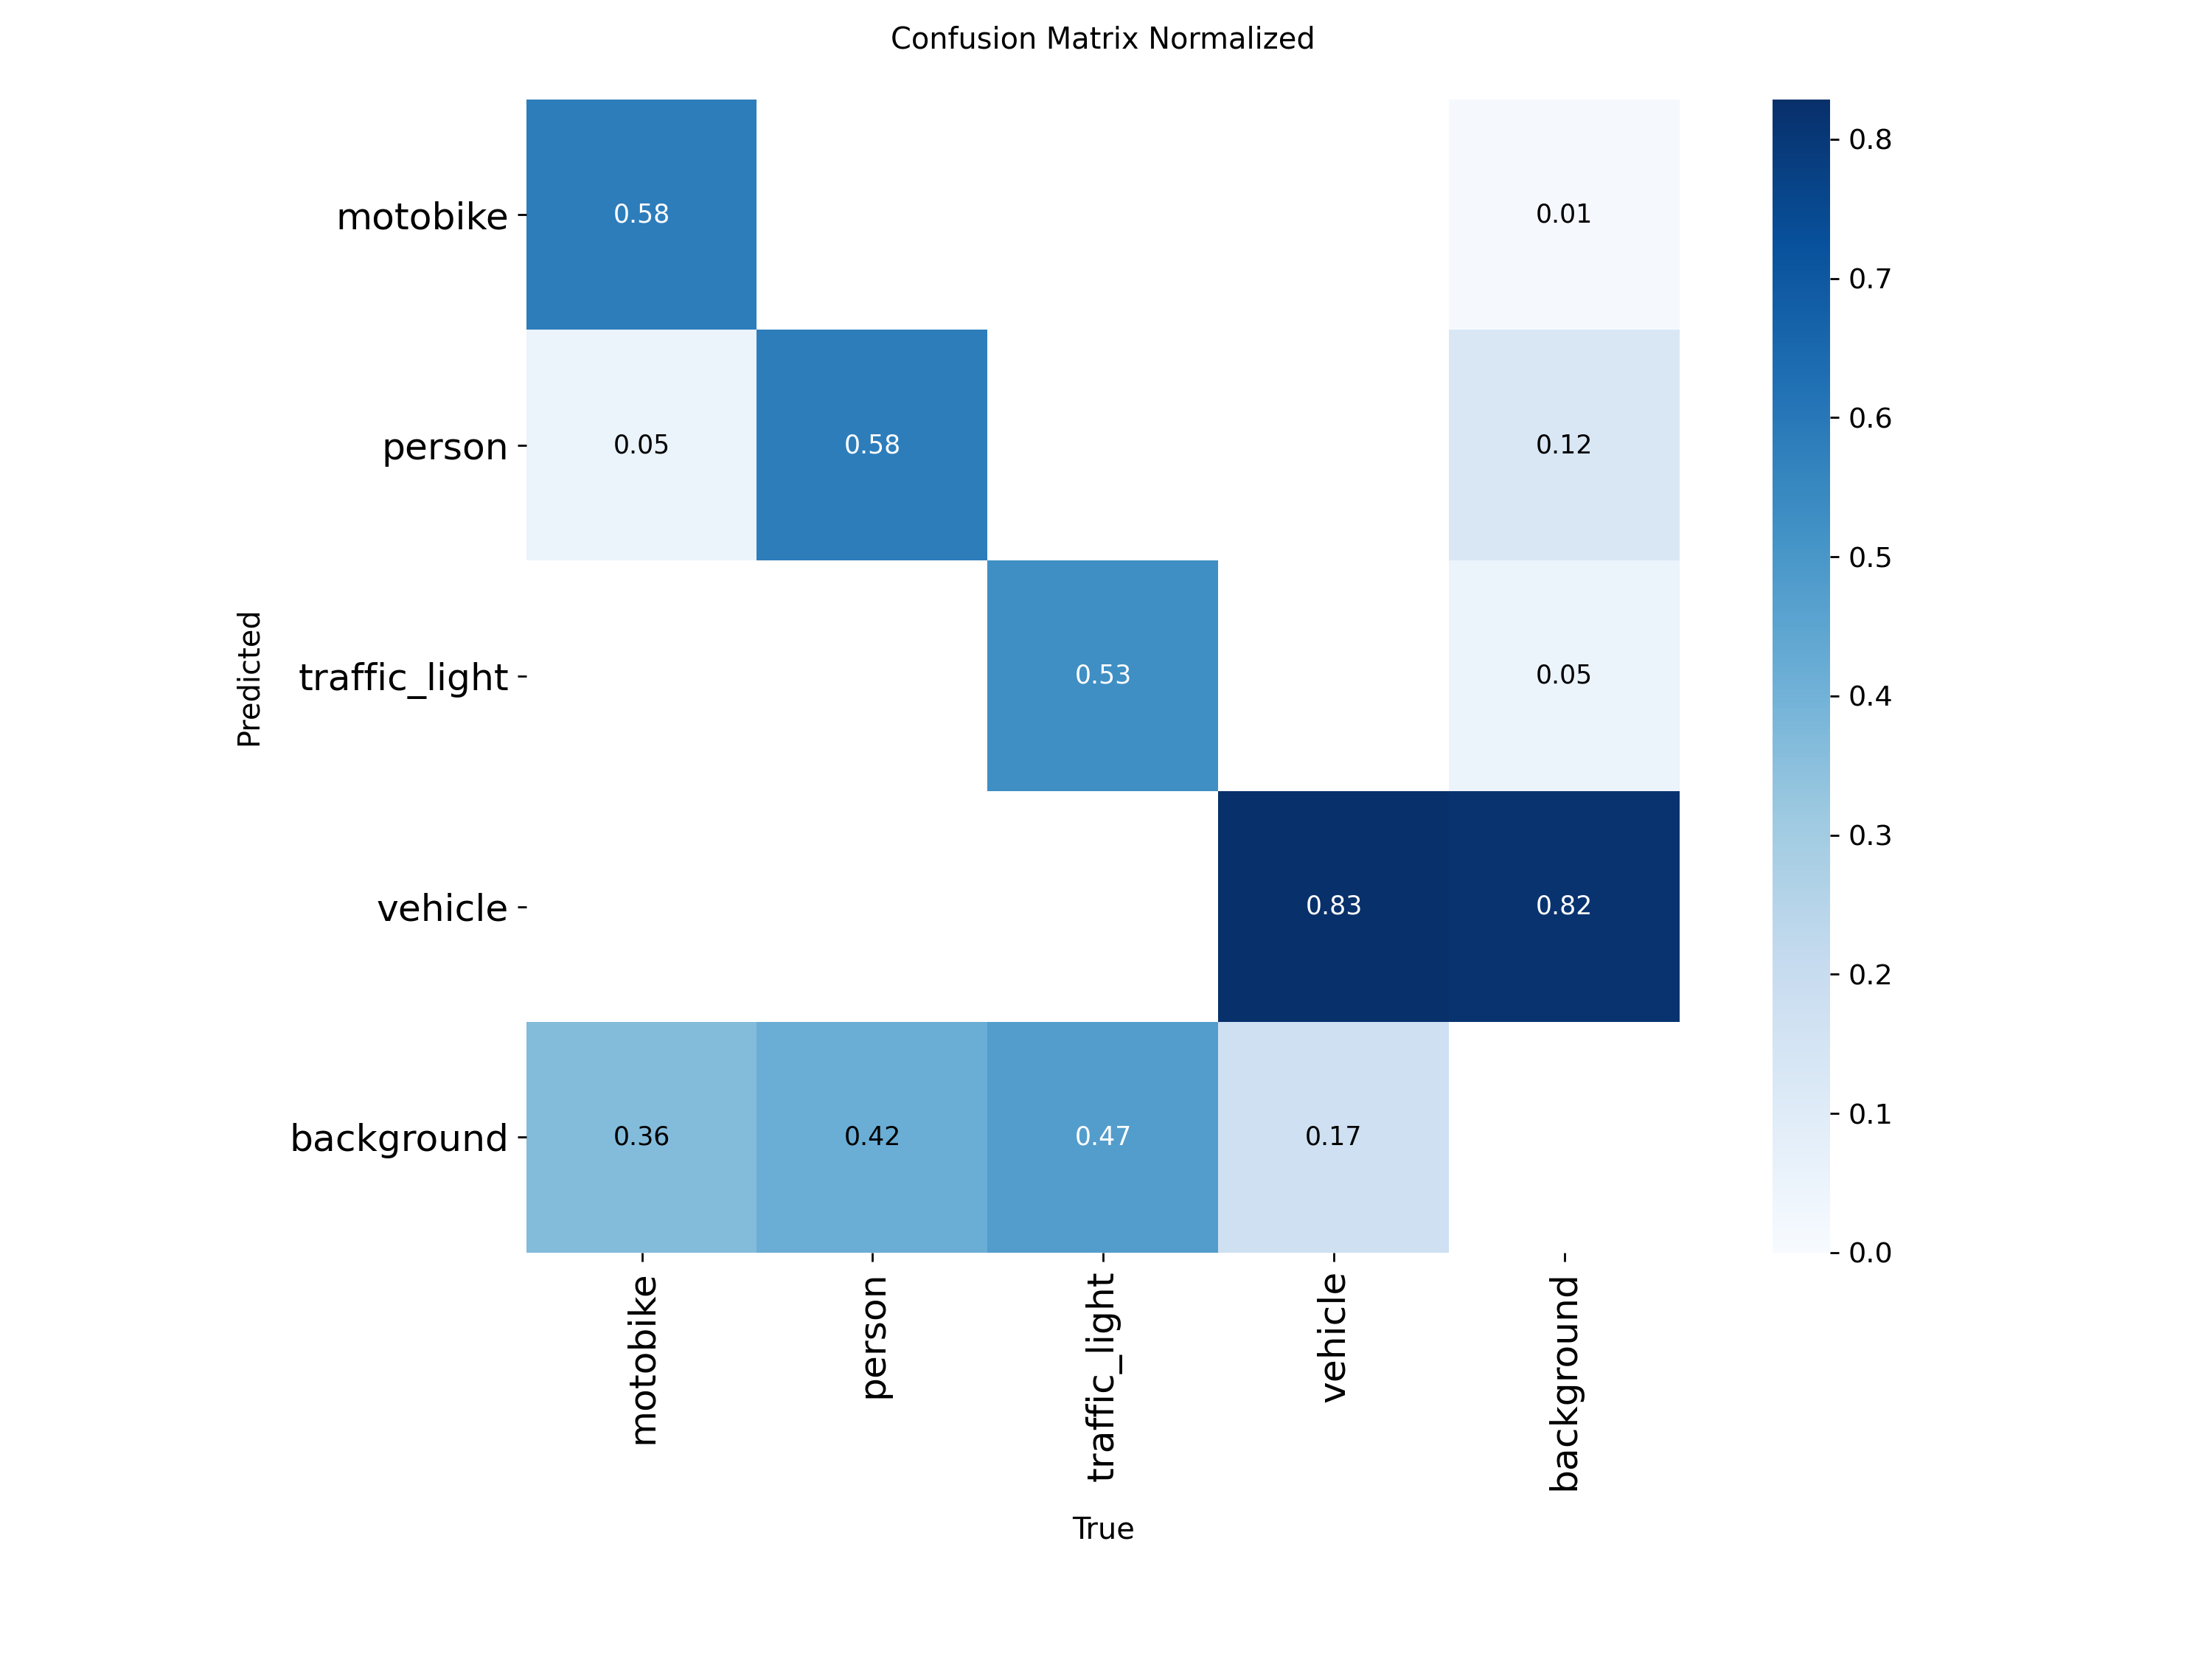 Confusion Matrix Normalized
motobike
0.58
0.01
0.8
0.7
person
0.05
0.58
0.12
0.6
0.5
Predicted
traffic_light
0.53
0.05
0.4
0.3
vehicle
0.83
0.82
0.2
background
0.36
0.42
0.47
0.17
0.1
0.0
motobike
person
traffic_light
vehicle
background
True